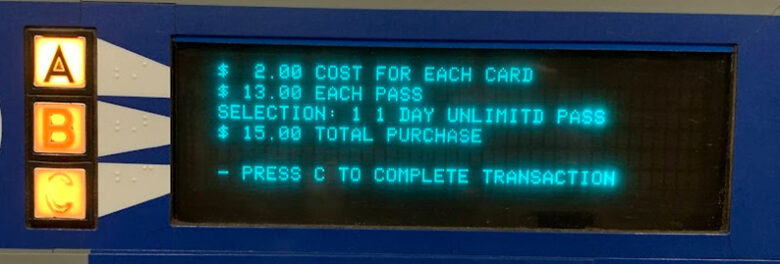 A
B
C
$ 2.00 COST FOR EACH CARD
$ 13.00 EACH PASS
SELECTION: 1 1 DAY UNLIMITD PASS
$ 15.00 TOTAL PURCHASE
- PRESS C TO COMPLETE TRANSACTION